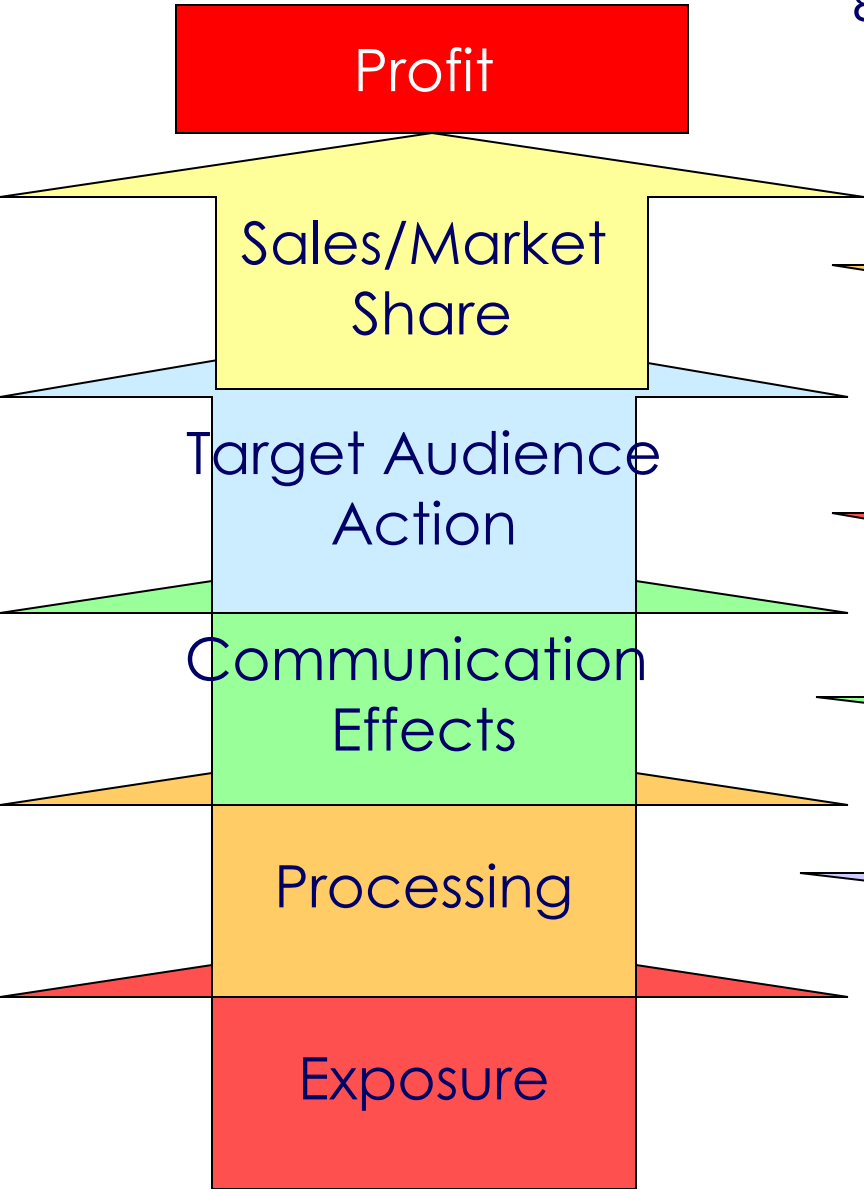 Profit
Sales/Market
Share
Target Audience
Action
Communication
Effects
Processing
Exposure